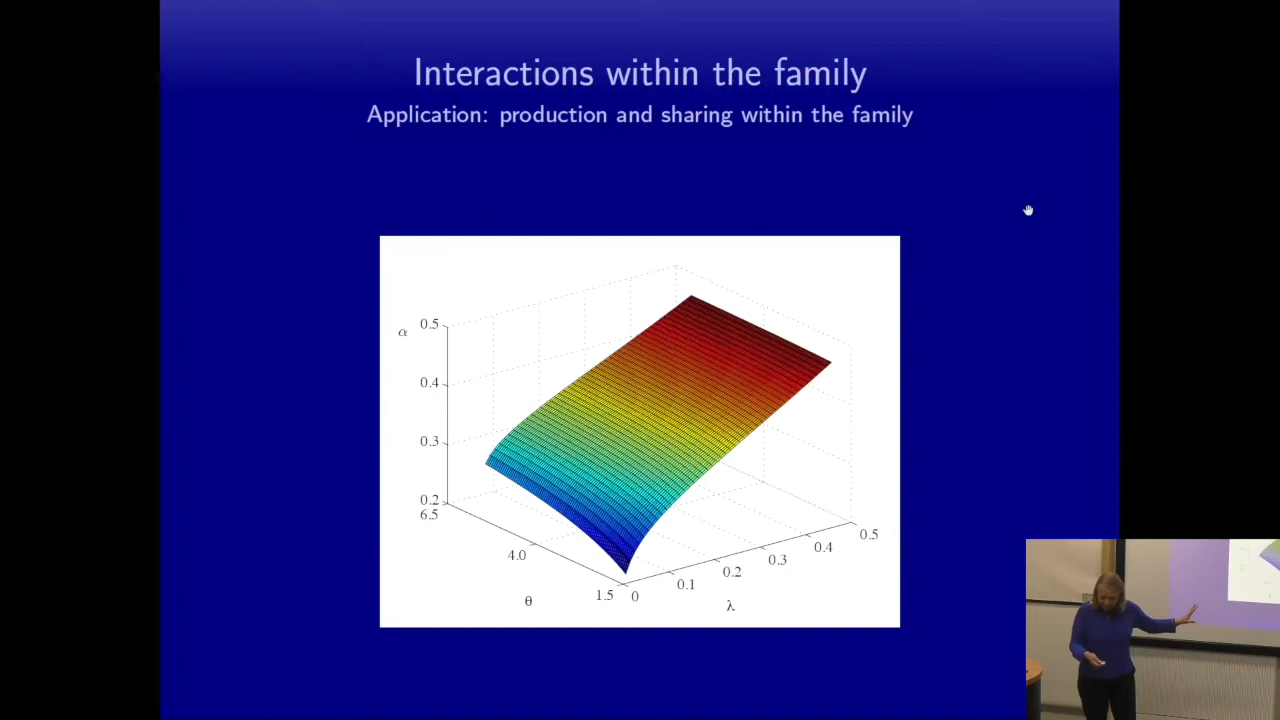 Interactions within the family
Application: production and sharing within the family
α
0.5
0.4
0.3
0.2
6.5
4.0
1.5
θ
0
0.1
0.2
0.3
0.4
0.5
λ